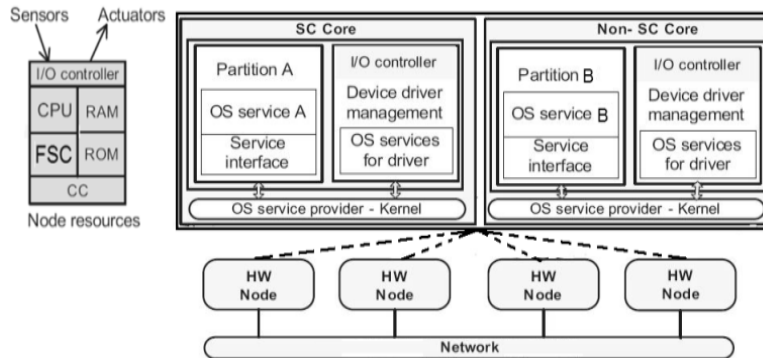 Sensors
Actuators
I/O controller
CPU
RAM
FSC
ROM
CC
Node resources
SC Core
Partition A
OS service A
Service
interface
I/O controller
Device driver
management
OS services
for driver
OS service provider - Kernel
Non- SC Core
Partition B
OS service B
Service
interface
I/O controller
Device driver
management
OS services
for driver
OS service provider - Kernel
HW
Node
HW
Node
HW
Node
HW
Node
Network